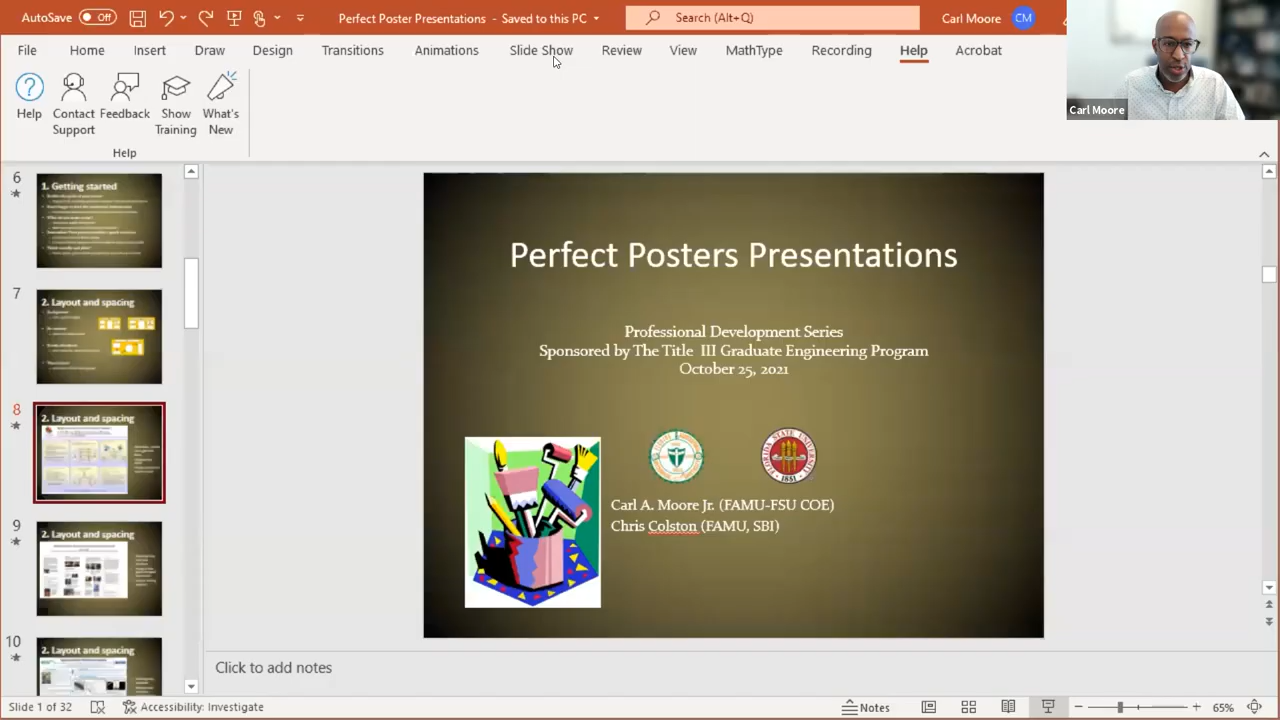 AutoSave Off Perfect Poster Presentations - Saved to this PC Search (Alt+Q) Carl Moore CM
File Home Insert Draw Design Transitions Animations Slide Show Review View MathType Recording Help Acrobat
Help Contact Support Feedback Show Training What's New
Help
Carl Moore
6
1. Getting started
7
2. Layout and spacing
8
2. Layout and spacing
9
2. Layout and spacing
10
2. Layout and spacing
Perfect Posters Presentations
Professional Development Series
Sponsored by The Title III Graduate Engineering Program
October 25, 2021
FLORIDA STATE UNIVERSITY
1851
Carl A. Moore Jr. (FAMU-FSU COE)
Chris Colston (FAMU, SBI)
Click to add notes
Slide 1 of 32 Accessibility: Investigate Notes 65%